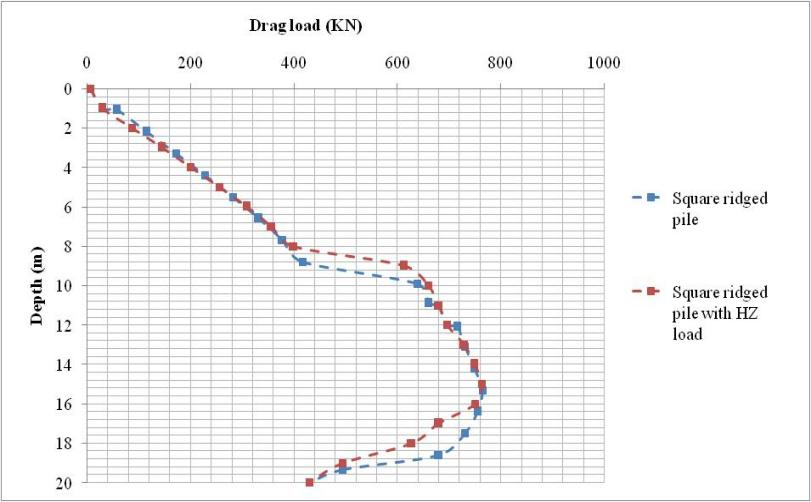 Drag load (KN)
0 200 400 600 800 1000
0
2
4
6
8
10
12
14
16
18
20
Depth (m)
Square ridged
pile
Square ridged
pile with HZ
load